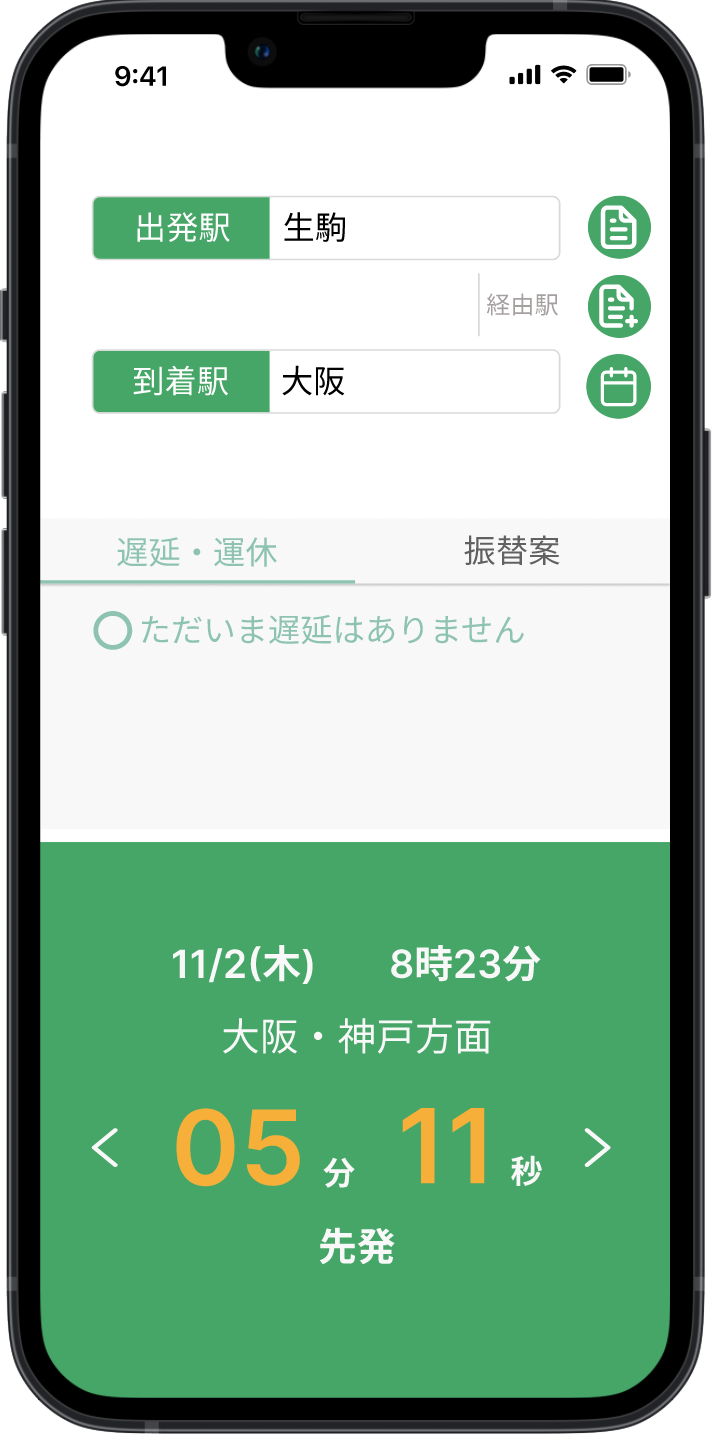 9:41
出発駅 生駒
経由駅
到着駅 大阪
遅延・運休 振替案
ただいま遅延はありません
11/2(木) 8時23分
大阪・神戸方面
05 分 11 秒
先発